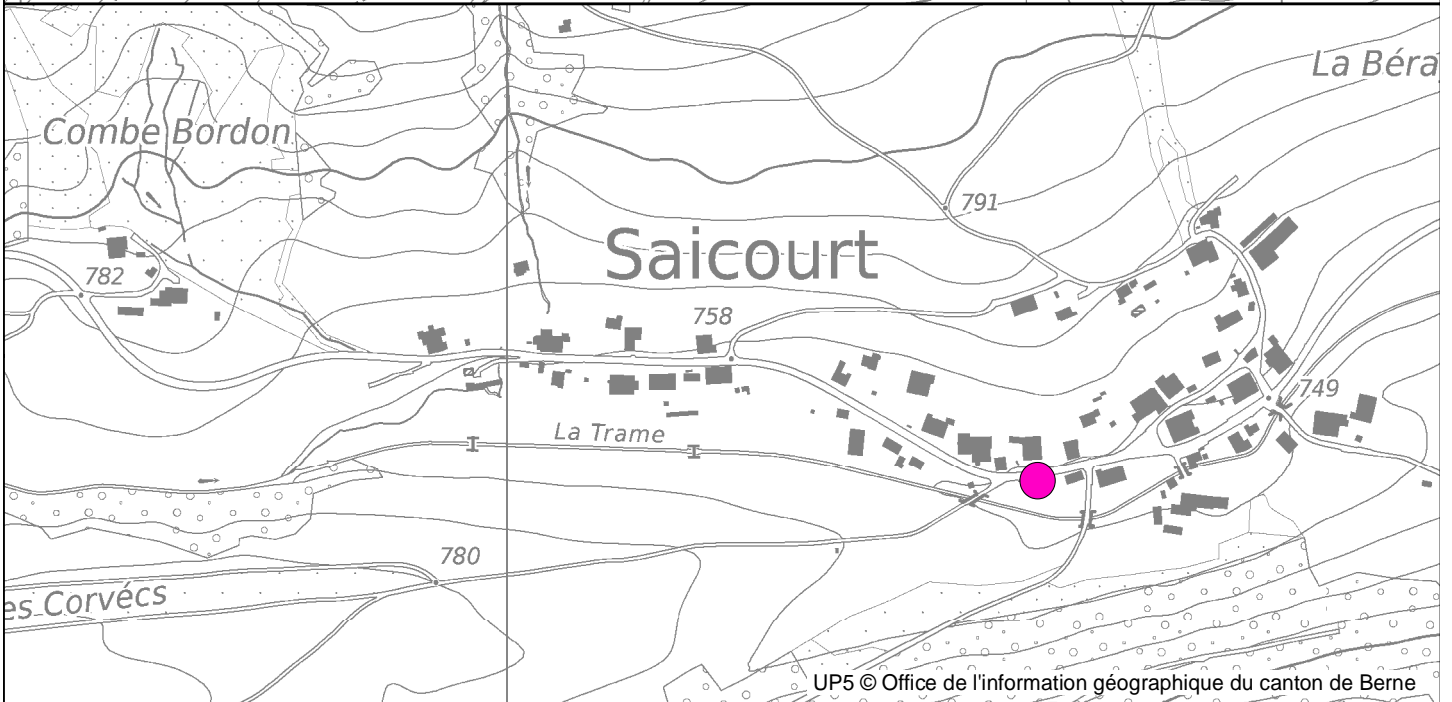 La Béra
Combe Bordon
791
Saicourt
782
758
749
La Trame
780
es Corvécs
UP5 © Office de l'information géographique du canton de Berne